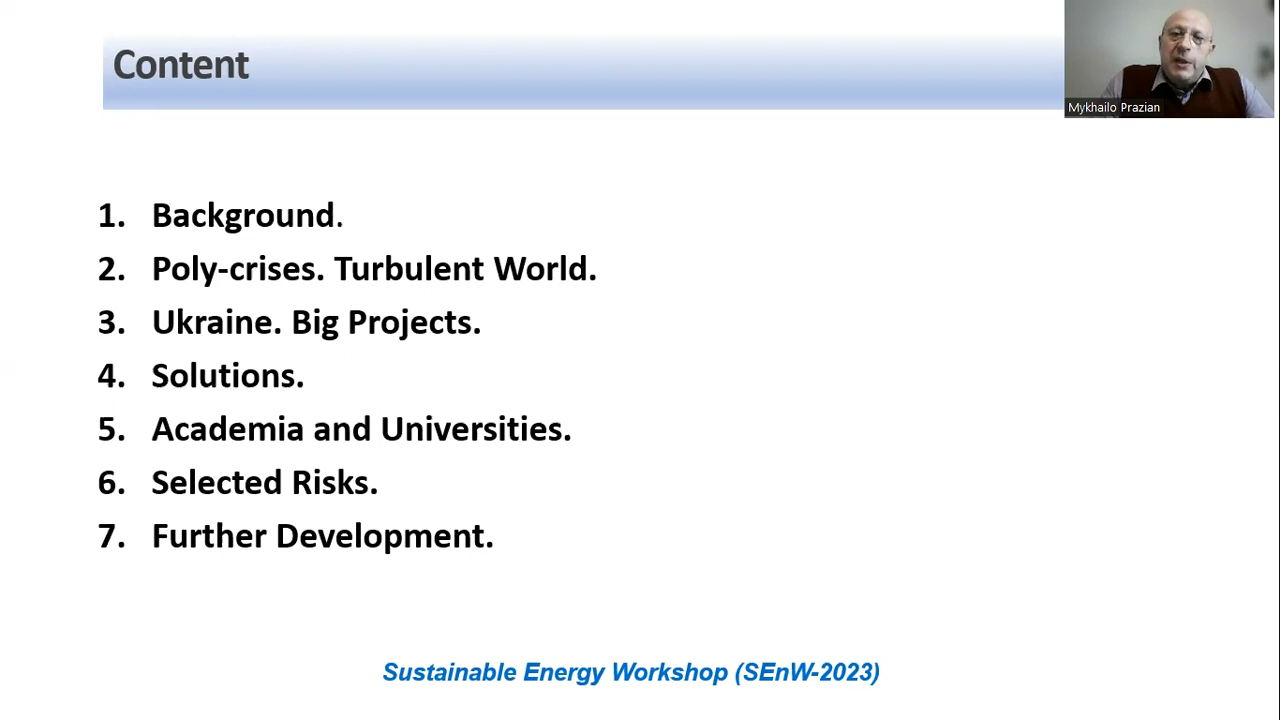 Content
Mykhailo Prazian
1. Background.
2. Poly-crises. Turbulent World.
3. Ukraine. Big Projects.
4. Solutions.
5. Academia and Universities.
6. Selected Risks.
7. Further Development.
Sustainable Energy Workshop (SEnW-2023)